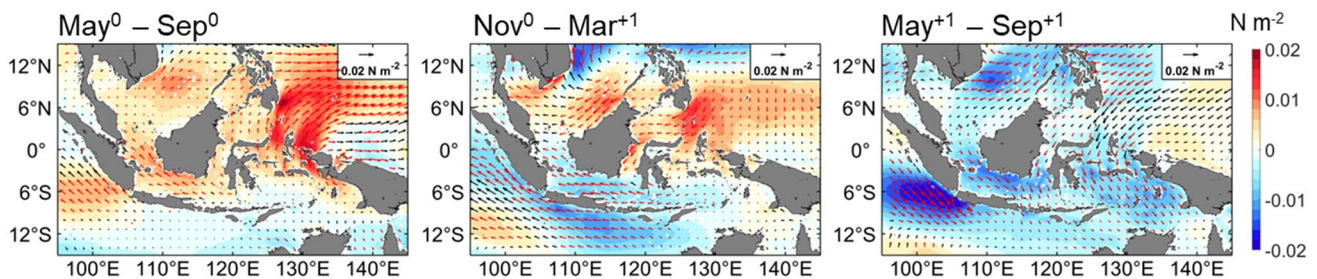 May⁰ – Sep⁰
Nov⁰ – Mar⁺¹
May⁺¹ – Sep⁺¹
N m⁻²
12°N
6°N
0°
6°S
12°S
100°E 110°E 120°E 130°E 140°E
0.02 N m⁻²
12°N
6°N
0°
6°S
12°S
100°E 110°E 120°E 130°E 140°E
0.02 N m⁻²
12°N
6°N
0°
6°S
12°S
100°E 110°E 120°E 130°E 140°E
0.02 N m⁻²
0.02
0.01
0
-0.01
-0.02